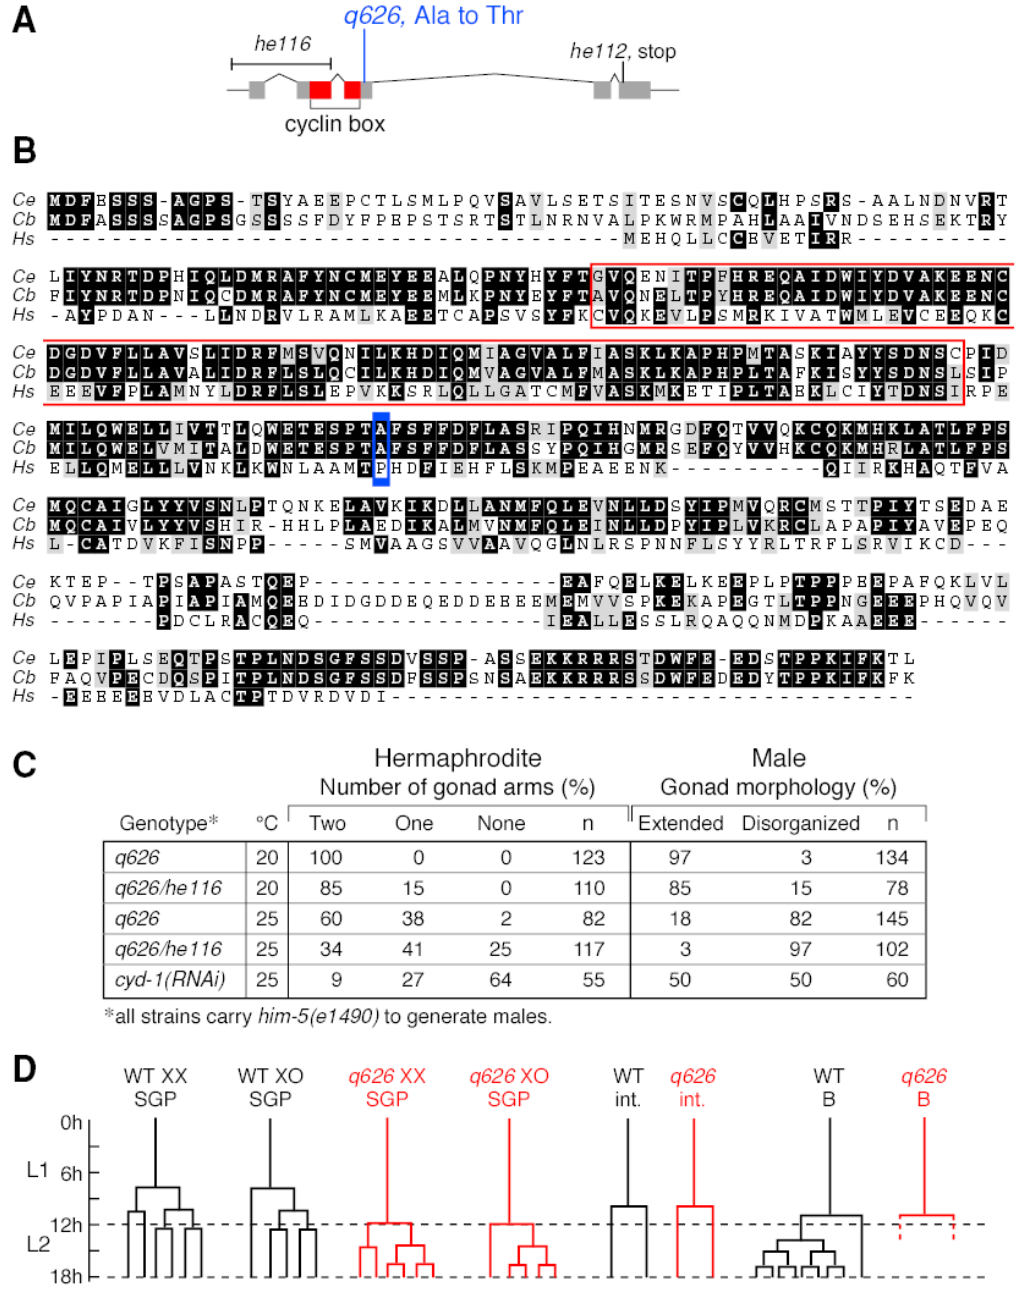 A
q626, Ala to Thr
he116
he112, stop
cyclin box
B
Ce MDFESSS-AGPS-TSYAEEPCTLSMLPQVSAVLSETSITESNVSCQLHPSRS-AALNDNVRT
Cb MDFASSSSAGPSGSSSSFDYFPEPSTSRTSTLNRNVALPKWRMPAHLAAIVNDSEHSEKTRY
Hs -------------------------------------MEHQLLCCEVETIRR----------
Ce LIYNRTDPHIQLDMRAFYNCMEYEEALQPNYHYFTGVQENITPFHREQAIDWIYDVAKEENC
Cb FIYNRTDPNIQCDMRAFYNCMEYEEMLKPNYEYFTAVQNELTPYHREQAIDWIYDVAKEENC
Hs -AYPDAN---LLNDRVLRAMLKAEETCAPSVSYFKCVQKEVLPSMRKIVATWMLEVCEEQKC
Ce DGDVFLLAVSLIDRFMSVQNILKHDIQMIAGVALFIASKLKAPHPMTASKIAYYSDNSCPID
Cb DGDVFLLAVALIDRFLSLQCILKHDIQMVAGVALFMASKLKAPHPLTAFKISYYSDNSLSIP
Hs EEEVFPLAMNYLDRFLSLEPVKKSRLQLLGATCMFVASKMKETIPLTAEKLCIYTDNSIRPE
Ce MILQWELLIVTTLQWETESPTAFSFFDFLASRIPQIHNMRGDFQTVVQKCQKMHKLATLFPS
Cb MILQWELVMITALDWETESPTAFSFFDFLASSYPQIHGMRSEFQYVVHKCQKMHRLATLFPS
Hs ELLQMELLLVNKLKWNLAAMTPHDFIEHFLSKMPEAEENK----------QIIRKHAQTFVA
Ce MQCAIGLYYVSNLPTQNKELAVKIKDLLANMFQLEVNLLDSYIPMVQRCMSTTPIYTSEDAE
Cb MQCAIVLYYVSHIR-HHLPLAEDIKALMVNMFQLEINLLDPYIPLVKRCLAPAPIYAVEPEQ
Hs L-CATDVKFISNPP-----SMVAAGSVVAAVQGLNLRSPNNFLSYYRLTRFLSRVIKCD---
Ce KTEP--TPSAPASTQEP----------------EAFQELKELKEEPLPTPPPEEPAFQKLVL
Cb QVPAPIAPIAPIAMQEEDIDGDDEQEDDEEEEMEMVVSPKEKAPEGTLTPPNGEEEPHQVQV
Hs -------PDCLRACQEQ---------------IEALLESSLRQAQQNMDPKAAEEE------
Ce LEPIPLSEQTPSTPLNDSGFSSDVSSP-ASSEKKRRRSTDWFE-EDSTPPKIFKTL
Cb FAQVPECDQSPITPLNDSGFSSDFSSPSNSAEKKRRRSSDWFEDEDYTPPKIFKFK
Hs -EEEEEEVDLACTPTDVRDVDI----------------------------------
C
Hermaphrodite Male
Number of gonad arms (%) Gonad morphology (%)
Genotype* °C Two One None n Extended Disorganized n
q626 20 100 0 0 123 97 3 134
q626/he116 20 85 15 0 110 85 15 78
q626 25 60 38 2 82 18 82 145
q626/he116 25 34 41 25 117 3 97 102
cyd-1(RNAi) 25 9 27 64 55 50 50 60
*all strains carry him-5(e1490) to generate males.
D
WT XX WT XO q626 XX q626 XO WT q626 WT q626
SGP SGP SGP SGP int. int. B B
0h
L1 6h
12h
L2
18h